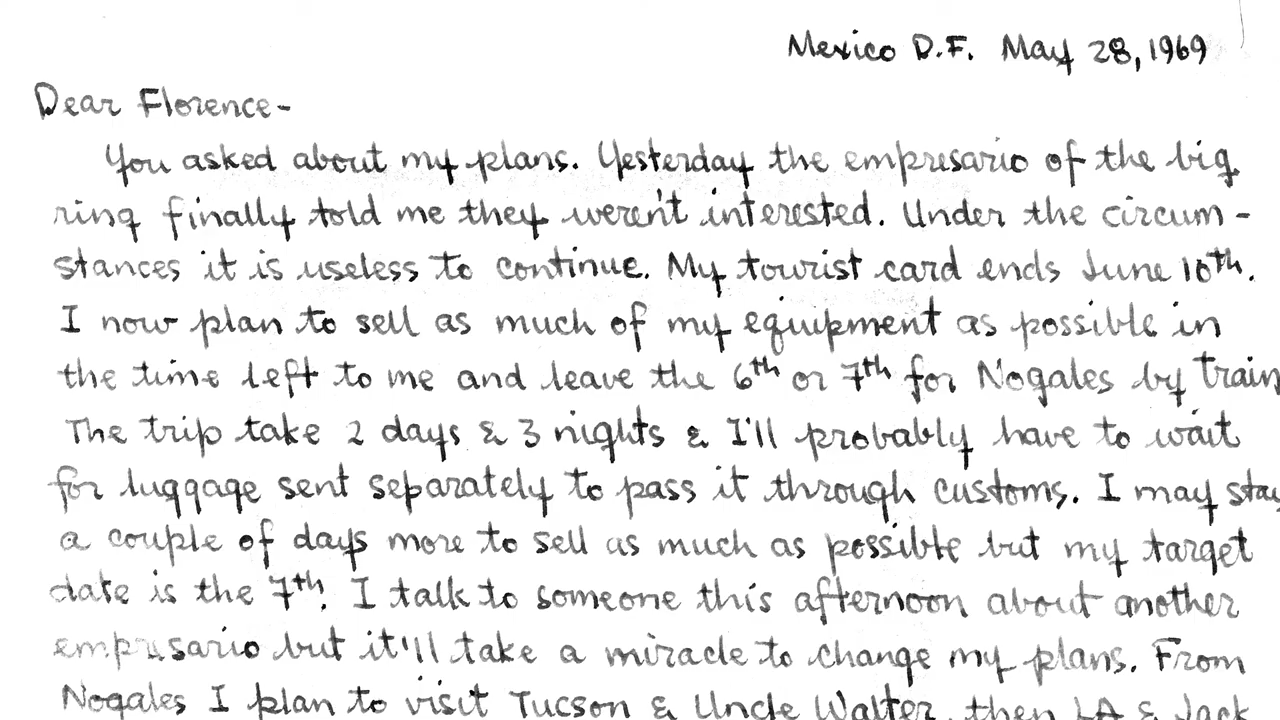 Mexico D.F. May 28, 1969
Dear Florence-
You asked about my plans. Yesterday the empresario of the big
ring finally told me they weren't interested. Under the circum-
stances it is useless to continue. My tourist card ends June 10th.
I now plan to sell as much of my equipment as possible in
the time left to me and leave the 6th or 7th for Nogales by train
The trip take 2 days & 3 nights & I'll probably have to wait
for luggage sent separately to pass it through customs. I may stay
a couple of days more to sell as much as possible but my target
date is the 7th. I talk to someone this afternoon about another
empresario but it'll take a miracle to change my plans. From
Nogales I plan to visit Tucson & Uncle Walter, then LA & Jack